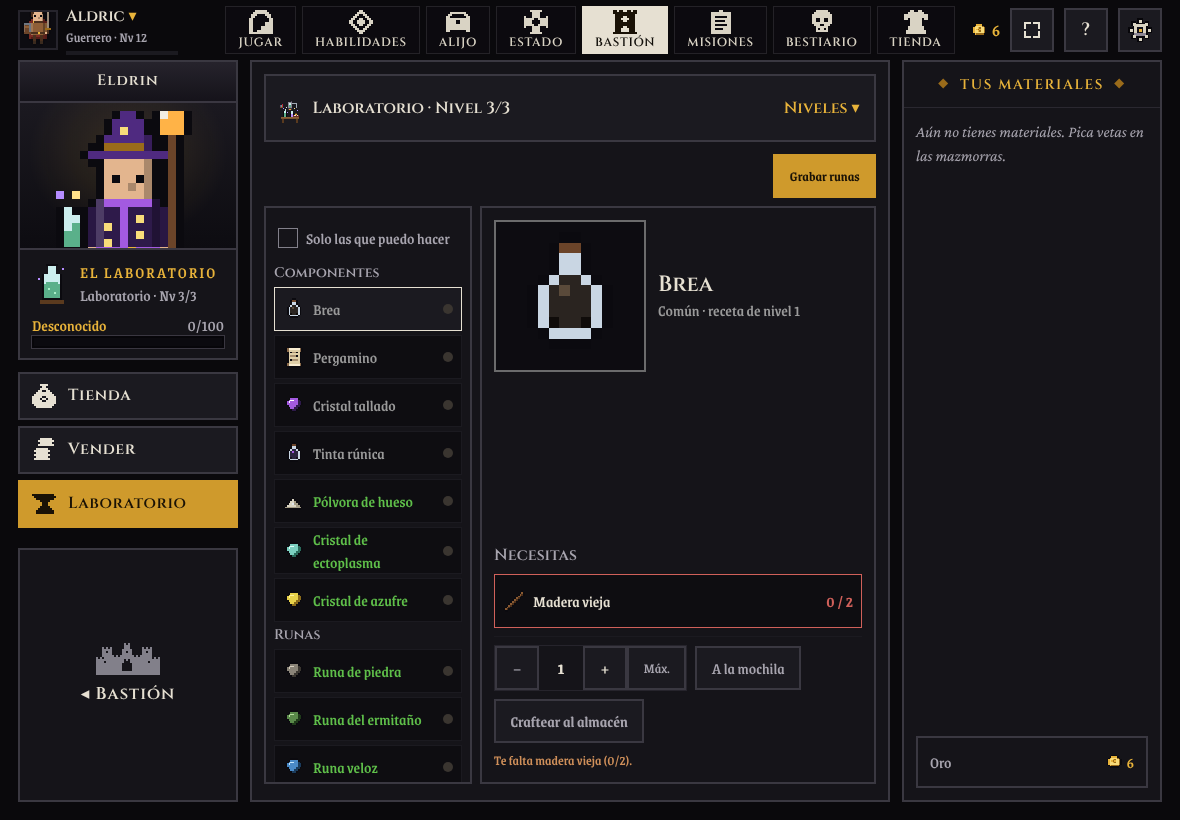 Aldric ▾
Guerrero · Nv 12
Jugar
Habilidades
Alijo
Estado
Bastión
Misiones
Bestiario
Tienda
6
?
Eldrin
El Laboratorio
Laboratorio · Nv 3/3
Desconocido 0/100
Tienda
Vender
Laboratorio
◂ Bastión
Laboratorio · Nivel 3/3
Niveles ▾
Grabar runas
Solo las que puedo hacer
Componentes
Brea
Pergamino
Cristal tallado
Tinta rúnica
Pólvora de hueso
Cristal de
ectoplasma
Cristal de azufre
Runas
Runa de piedra
Runa del ermitaño
Runa veloz
Brea
Común · receta de nivel 1
Necesitas
Madera vieja 0 / 2
− 1 + Máx. A la mochila
Craftear al almacén
Te falta madera vieja (0/2).
◆ Tus materiales ◆
Aún no tienes materiales. Pica vetas en
las mazmorras.
Oro 6